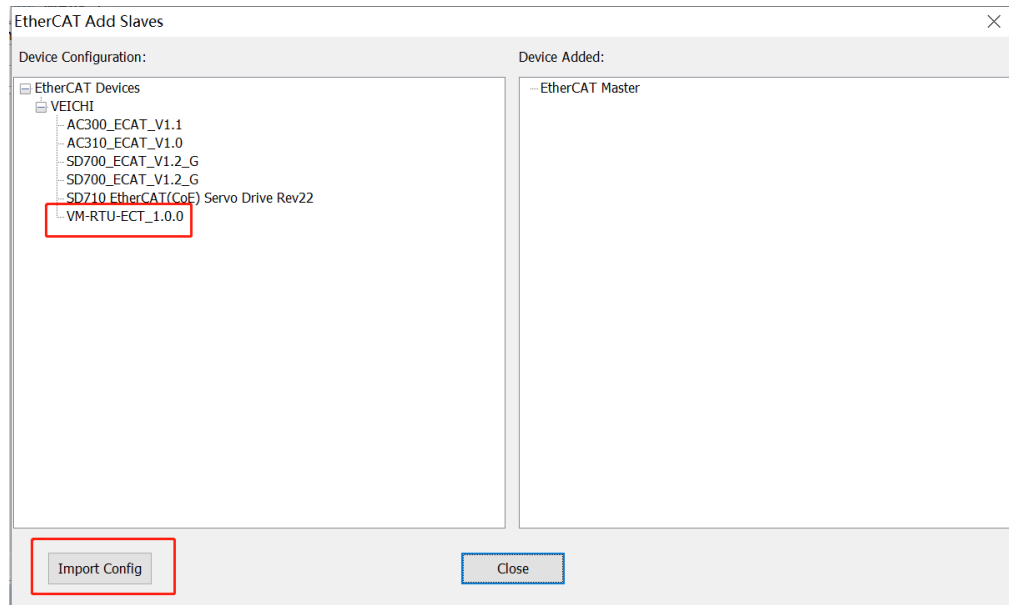 EtherCAT Add Slaves
Device Configuration:
Device Added:
EtherCAT Devices
VEICHI
AC300_ECAT_V1.1
AC310_ECAT_V1.0
SD700_ECAT_V1.2_G
SD700_ECAT_V1.2_G
SD710 EtherCAT(CoE) Servo Drive Rev22
VM-RTU-ECT_1.0.0
EtherCAT Master
Import Config
Close